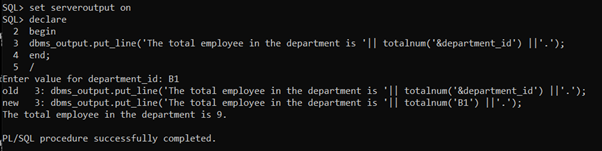 SQL> set serveroutput on
SQL> declare
  2  begin
  3  dbms_output.put_line('The total employee in the department is '|| totalnum('&department_id') ||'.');
  4  end;
  5  /
Enter value for department_id: B1
old   3: dbms_output.put_line('The total employee in the department is '|| totalnum('&department_id') ||'.');
new   3: dbms_output.put_line('The total employee in the department is '|| totalnum('B1') ||'.');
The total employee in the department is 9.
PL/SQL procedure successfully completed.